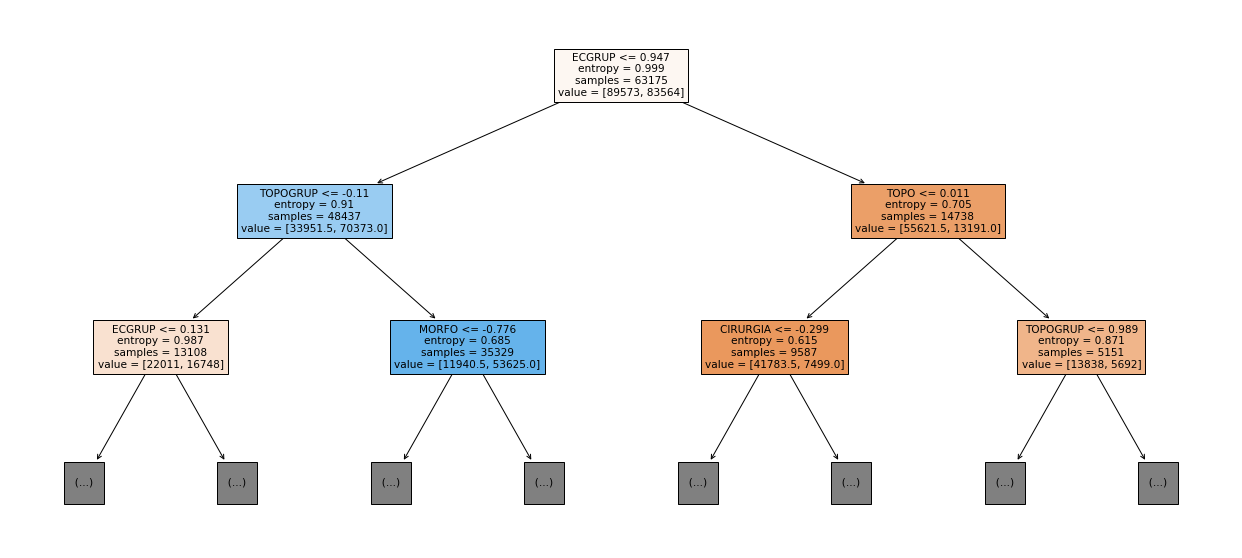 ECGRUP <= 0.947
entropy = 0.999
samples = 63175
value = [89573, 83564]
TOPOGRUP <= -0.11
entropy = 0.91
samples = 48437
value = [33951.5, 70373.0]
TOPO <= 0.011
entropy = 0.705
samples = 14738
value = [55621.5, 13191.0]
ECGRUP <= 0.131
entropy = 0.987
samples = 13108
value = [22011, 16748]
MORFO <= -0.776
entropy = 0.685
samples = 35329
value = [11940.5, 53625.0]
CIRURGIA <= -0.299
entropy = 0.615
samples = 9587
value = [41783.5, 7499.0]
TOPOGRUP <= 0.989
entropy = 0.871
samples = 5151
value = [13838, 5692]
(...)
(...)
(...)
(...)
(...)
(...)
(...)
(...)